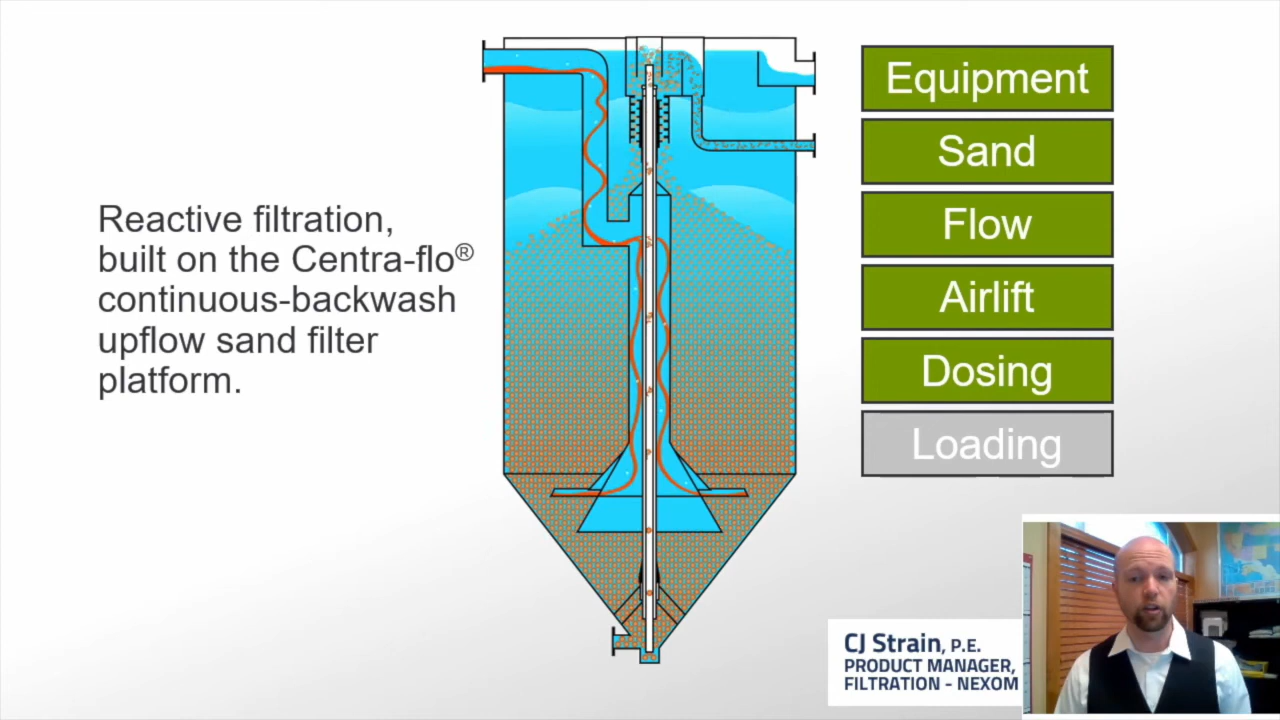 Reactive filtration,
built on the Centra-flo®
continuous-backwash
upflow sand filter
platform.
Equipment
Sand
Flow
Airlift
Dosing
Loading
CJ Strain, P.E.
PRODUCT MANAGER,
FILTRATION - NEXOM